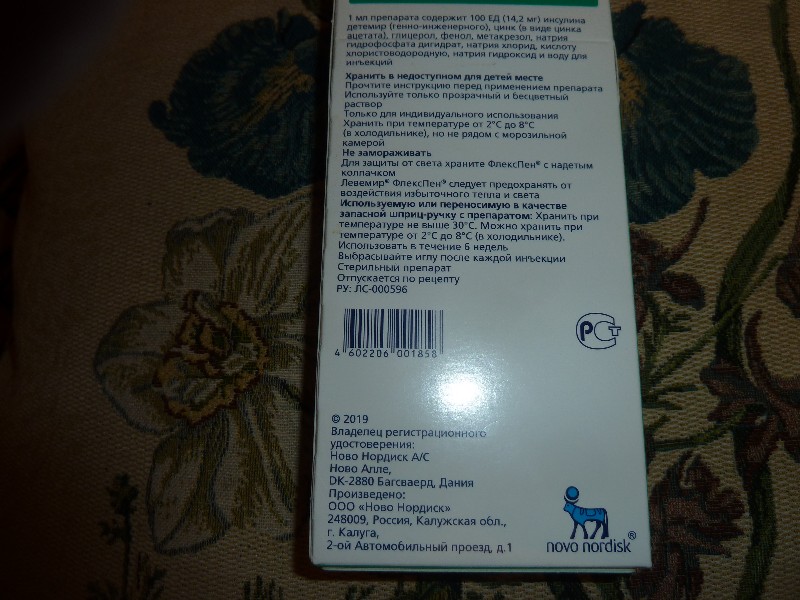 1 мл препарата содержит 100 ЕД (14,2 мг) инсулина
детемир (генно-инженерного), цинк (в виде цинка
ацетата), глицерол, фенол, метакрезол, натрия
гидрофосфата дигидрат, натрия хлорид, кислоту
хлористоводородную, натрия гидроксид и воду для
инъекций
Хранить в недоступном для детей месте
Прочтите инструкцию перед применением препарата
Используйте только прозрачный и бесцветный
раствор
Только для индивидуального использования
Хранить при температуре от 2°С до 8°С
(в холодильнике), но не рядом с морозильной
камерой
Не замораживать
Для защиты от света храните ФлексПен® с надетым
колпачком
Левемир® ФлексПен® следует предохранять от
воздействия избыточного тепла и света
Используемую или переносимую в качестве
запасной шприц-ручку с препаратом: Хранить при
температуре не выше 30°С. Можно хранить при
температуре от 2°С до 8°С (в холодильнике).
Использовать в течение 6 недель
Выбрасывайте иглу после каждой инъекции
Стерильный препарат
Отпускается по рецепту
РУ: ЛС-000596
4 602206 001858
РСТ
© 2019
Владелец регистрационного
удостоверения:
Ново Нордиск А/С
Ново Алле,
DK-2880 Багсваерд, Дания
Произведено:
ООО «Ново Нордиск»
248009, Россия, Калужская обл.,
г. Калуга,
2-ой Автомобильный проезд, д.1
novo nordisk®